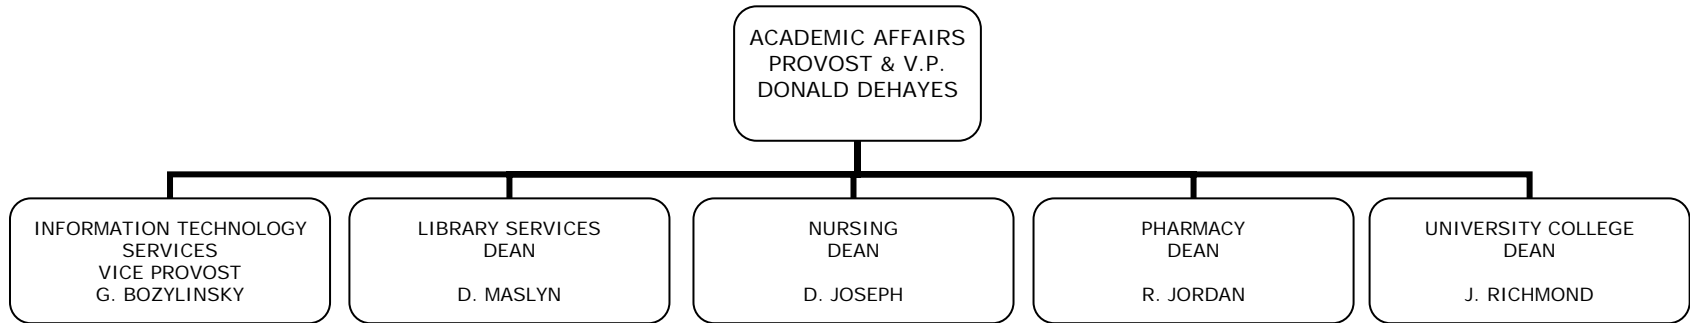 ACADEMIC AFFAIRS
PROVOST & V.P.
DONALD DEHAYES
INFORMATION TECHNOLOGY
SERVICES
VICE PROVOST
G. BOZYLINSKY
LIBRARY SERVICES
DEAN
D. MASLYN
NURSING
DEAN
D. JOSEPH
PHARMACY
DEAN
R. JORDAN
UNIVERSITY COLLEGE
DEAN
J. RICHMOND